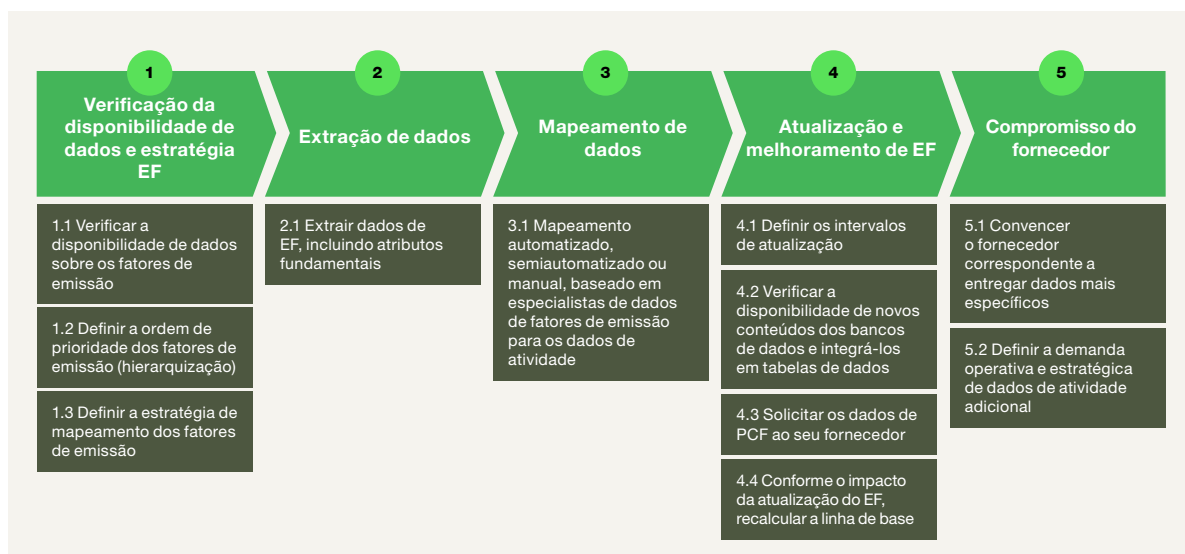 1
Verificação da
disponibilidade de
dados e estratégia
EF
1.1 Verificar a
disponibilidade de dados
sobre os fatores de
emissão
1.2 Definir a ordem de
prioridade dos fatores de
emissão (hierarquização)
1.3 Definir a estratégia de
mapeamento dos fatores
de emissão
2
Extração de dados
2.1 Extrair dados de
EF, incluindo atributos
fundamentais
3
Mapeamento de
dados
3.1 Mapeamento
automatizado,
semiautomatizado ou
manual, baseado em
especialistas de dados
de fatores de emissão
para os dados de
atividade
4
Atualização e
melhoramento de EF
4.1 Definir os intervalos
de atualização
4.2 Verificar a
disponibilidade de novos
conteúdos dos bancos
de dados e integrá-los
em tabelas de dados
4.3 Solicitar os dados de
PCF ao seu fornecedor
4.4 Conforme o impacto
da atualização do EF,
recalcular a linha de base
5
Compromisso do
fornecedor
5.1 Convencer
o fornecedor
correspondente a
entregar dados mais
específicos
5.2 Definir a demanda
operativa e estratégica
de dados de atividade
adicional